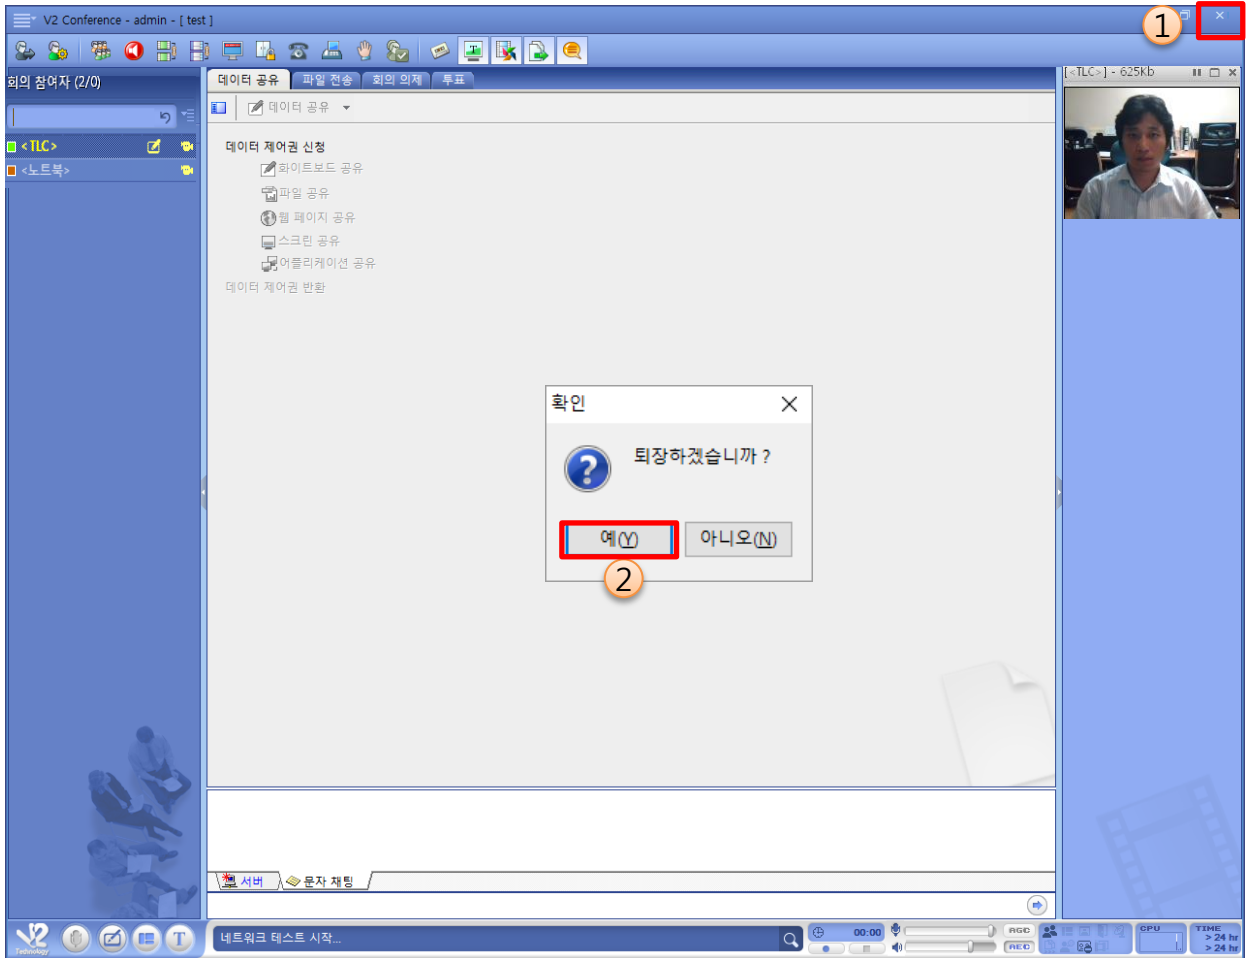 V2 Conference - admin - [ test ]
1
회의 참여자 (2/0)
데이터 공유 파일 전송 회의 의제 투표
[<TLC>] - 625Kb
데이터 공유
<TLC>
<노트북>
데이터 제어권 신청
화이트보드 공유
파일 공유
웹 페이지 공유
스크린 공유
어플리케이션 공유
데이터 제어권 반환
확인
퇴장하겠습니까 ?
예(Y) 아니오(N)
2
서버 문자 채팅
V2
Technology
T
네트워크 테스트 시작...
00:00
AGC
AEC
CPU
TIME
> 24 hr
> 24 hr